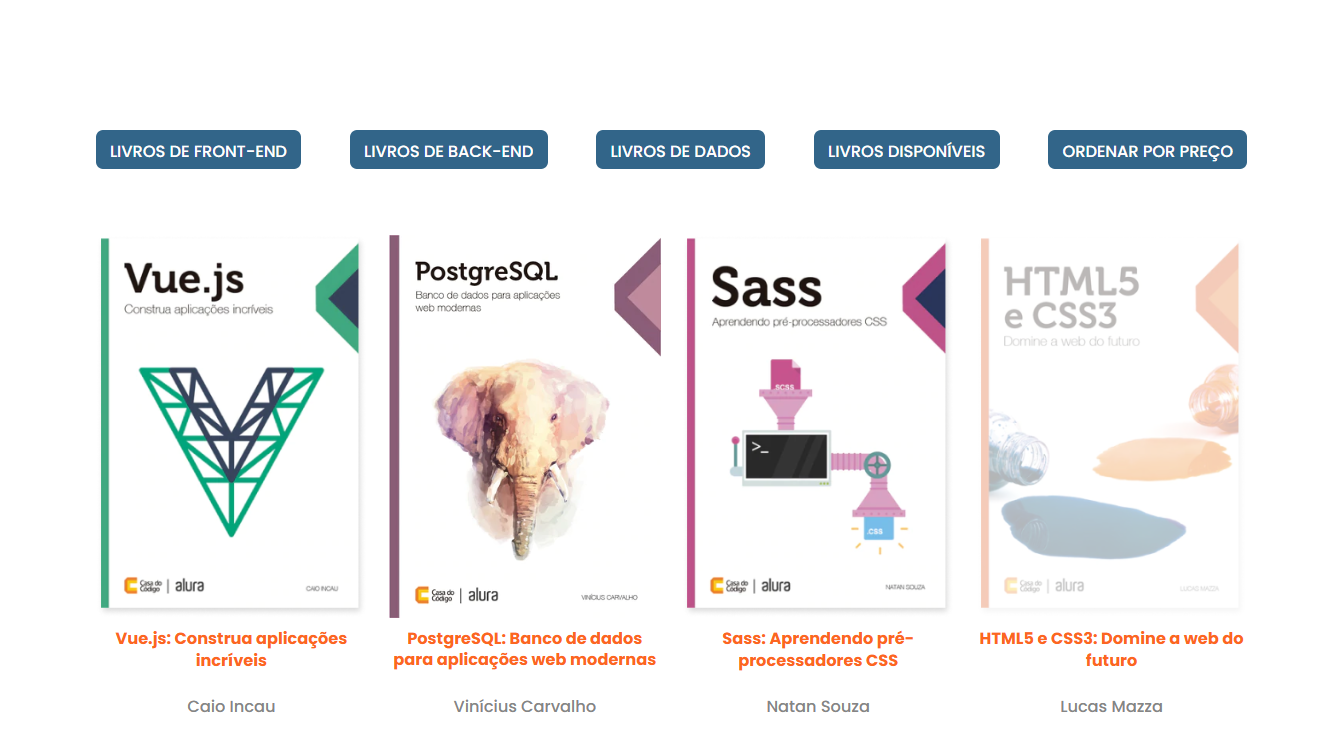 LIVROS DE FRONT-END
LIVROS DE BACK-END
LIVROS DE DADOS
LIVROS DISPONÍVEIS
ORDENAR POR PREÇO
Vue.js
Construa aplicações incríveis
Casa do
Código
alura
CAIO INCAU
Vue.js: Construa aplicações
incríveis
Caio Incau
PostgreSQL
Banco de dados para aplicações
web modernas
Casa do
Código
alura
VINÍCIUS CARVALHO
PostgreSQL: Banco de dados
para aplicações web modernas
Vinícius Carvalho
Sass
Aprendendo pré-processadores CSS
SCSS
>_
CSS
Casa do
Código
alura
NATAN SOUZA
Sass: Aprendendo pré-
processadores CSS
Natan Souza
HTML5
e CSS3
Domine a web do futuro
Casa do
Código
alura
LUCAS MAZZA
HTML5 e CSS3: Domine a web do
futuro
Lucas Mazza